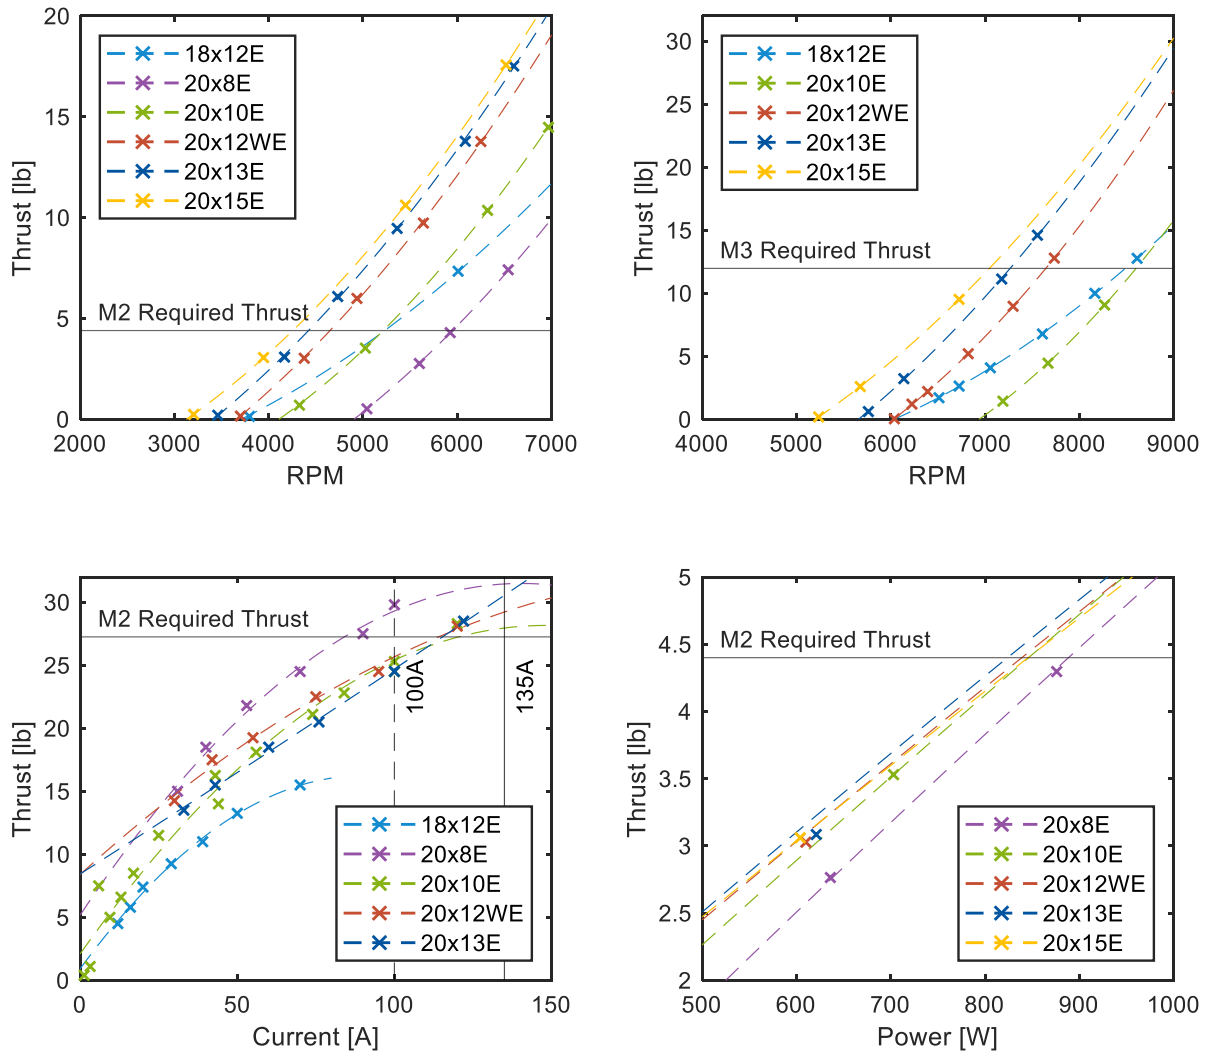 20
15
10
5
0
Thrust [lb]
18x12E
20x8E
20x10E
20x12WE
20x13E
20x15E
M2 Required Thrust
2000 3000 4000 5000 6000 7000
RPM
30
25
20
15
10
5
0
Thrust [lb]
18x12E
20x10E
20x12WE
20x13E
20x15E
M3 Required Thrust
4000 5000 6000 7000 8000 9000
RPM
30
25
20
15
10
5
0
Thrust [lb]
M2 Required Thrust
100A
135A
18x12E
20x8E
20x10E
20x12WE
20x13E
0 50 100 150
Current [A]
5
4.5
4
3.5
3
2.5
2
Thrust [lb]
M2 Required Thrust
20x8E
20x10E
20x12WE
20x13E
20x15E
500 600 700 800 900 1000
Power [W]